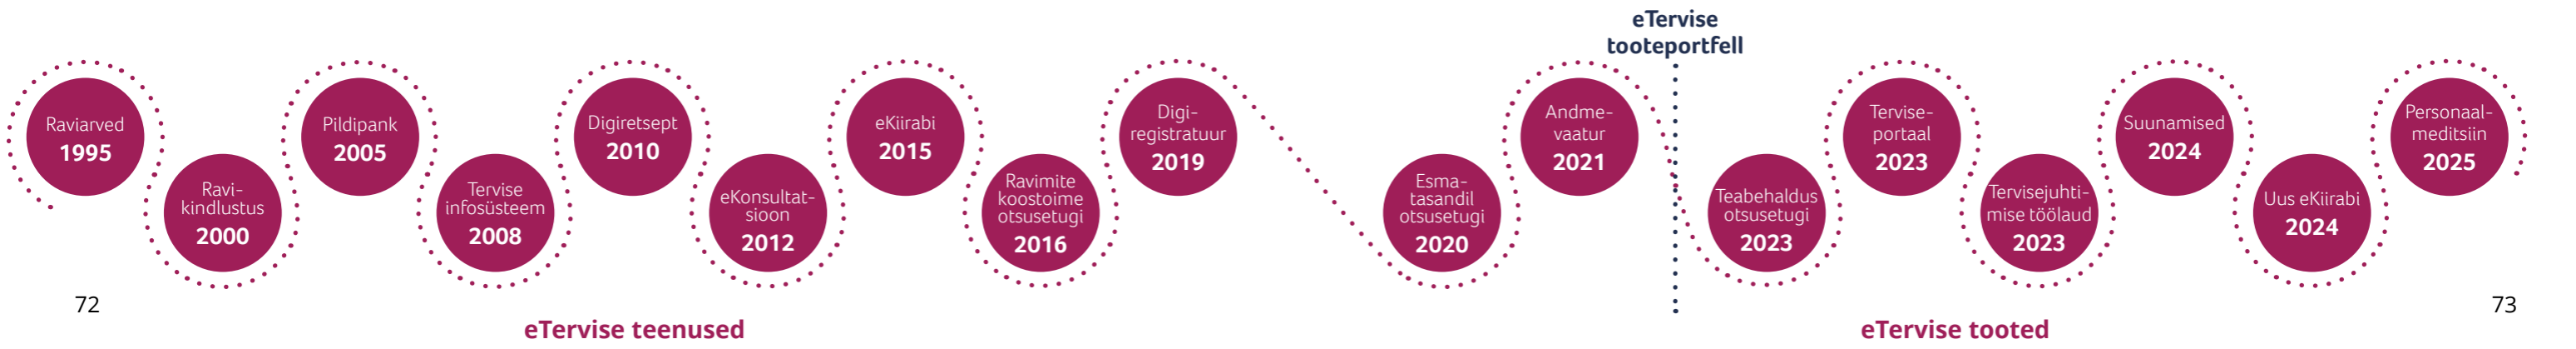 eTervise
tooteportfell
Raviarved
1995
Ravi-
kindlustus
2000
Pildipank
2005
Tervise
infosüsteem
2008
Digiretsept
2010
eKonsultat-
sioon
2012
eKiirabi
2015
Ravimite
koostoime
otsusetugi
2016
Digi-
registratuur
2019
Esma-
tasandil
otsusetugi
2020
Andme-
vaatur
2021
Teabehaldus
otsusetugi
2023
Tervise-
portaal
2023
Tervisejuhti-
mise töölaud
2023
Suunamised
2024
Uus eKiirabi
2024
Personaal-
meditsiin
2025
72
73
eTervise teenused
eTervise tooted